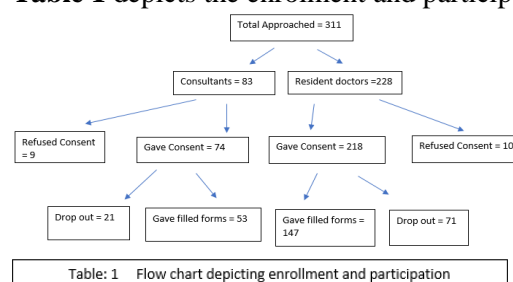 Table 1 depicts the enrolment and particip
Total Approached = 311
Consultants = 83
Resident doctors =228
Refused Consent
= 9
Gave Consent = 74
Gave Consent = 218
Refused Consent = 10
Drop out = 21
Gave filled forms = 53
Gave filled forms =
147
Drop out = 71
Table: 1 Flow chart depicting enrollment and participation